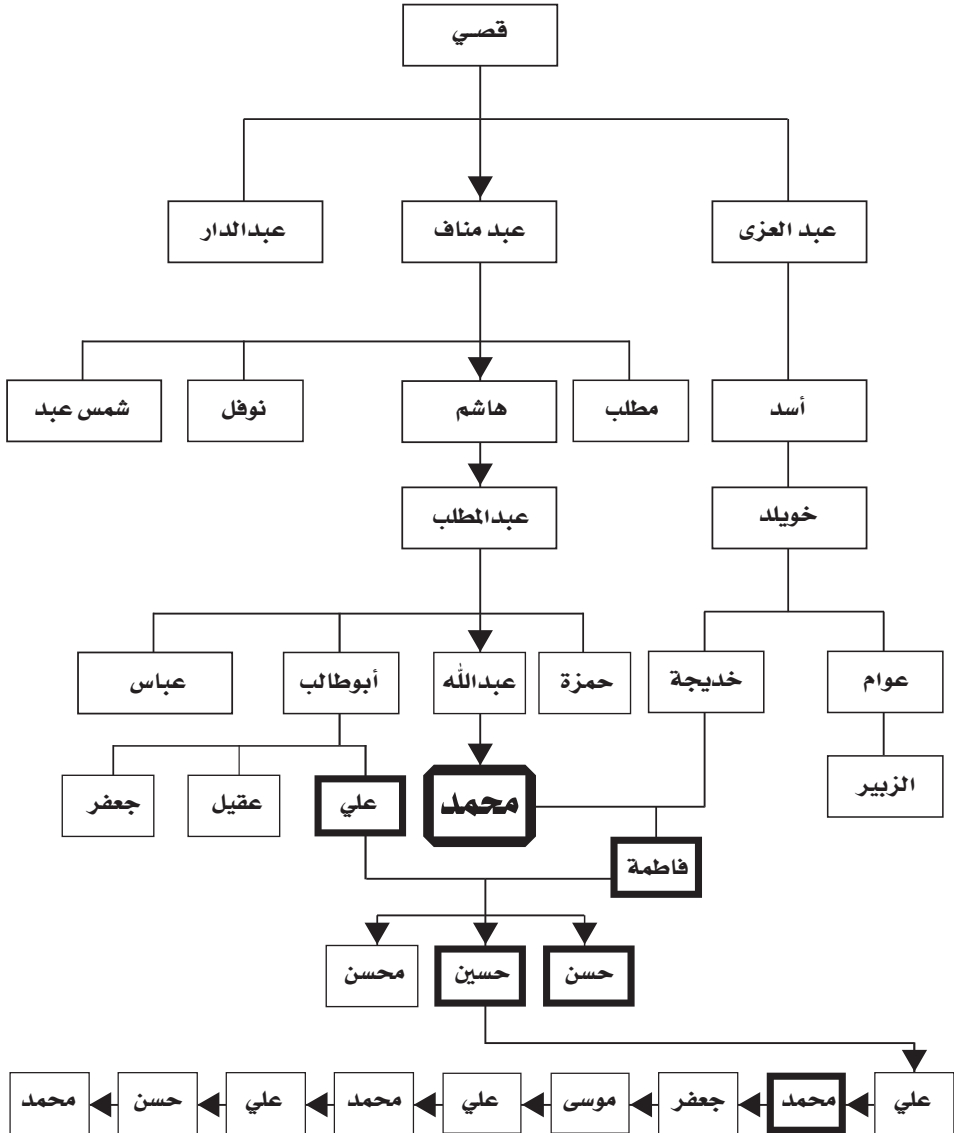 قصي
عبد العزى
عبد مناف
عبدالدار
أسد
مطلب
هاشم
نوفل
شمس عبد
خويلد
عبدالمطلب
عوام
خديجة
حمزة
عبدالله
أبوطالب
عباس
الزبير
محمد
علي
عقيل
جعفر
فاطمة
حسن
حسين
محسن
علي
محمد
جعفر
موسى
علي
محمد
علي
حسن
محمد